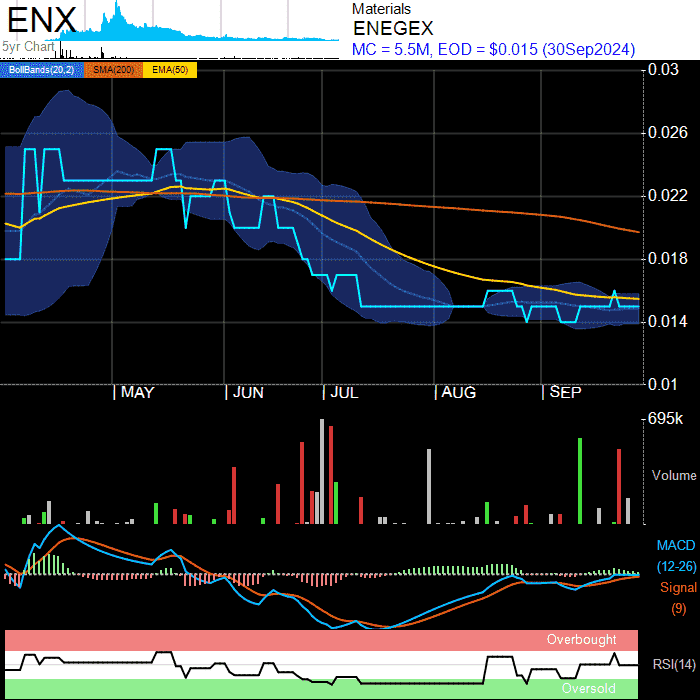 ENX
5yr Chart
Materials
ENEGEX
MC = 5.5M, EOD = $0.015 (30Sep2024)
BollBands(20,2) SMA(200) EMA(50)
0.03
0.026
0.022
0.018
0.014
0.01
MAY JUN JUL AUG SEP
695k
Volume
MACD
(12-26)
Signal
(9)
Overbought
RSI(14)
Oversold